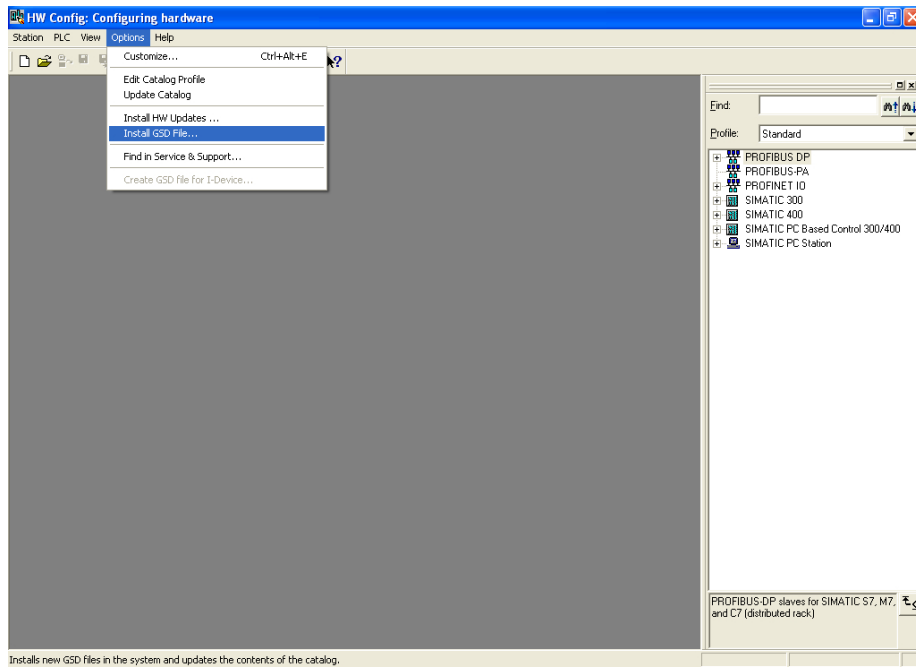 HW Config: Configuring hardware
Station PLC View Options Help
Customize... Ctrl+Alt+E
Edit Catalog Profile
Update Catalog
Install HW Updates ...
Install GSD File...
Find in Service & Support...
Create GSD file for I-Device...
Find:
Profile: Standard
PROFIBUS DP
PROFIBUS-PA
PROFINET IO
SIMATIC 300
SIMATIC 400
SIMATIC PC Based Control 300/400
SIMATIC PC Station
PROFIBUS-DP slaves for SIMATIC S7, M7,
and C7 (distributed rack)
Installs new GSD files in the system and updates the contents of the catalog.